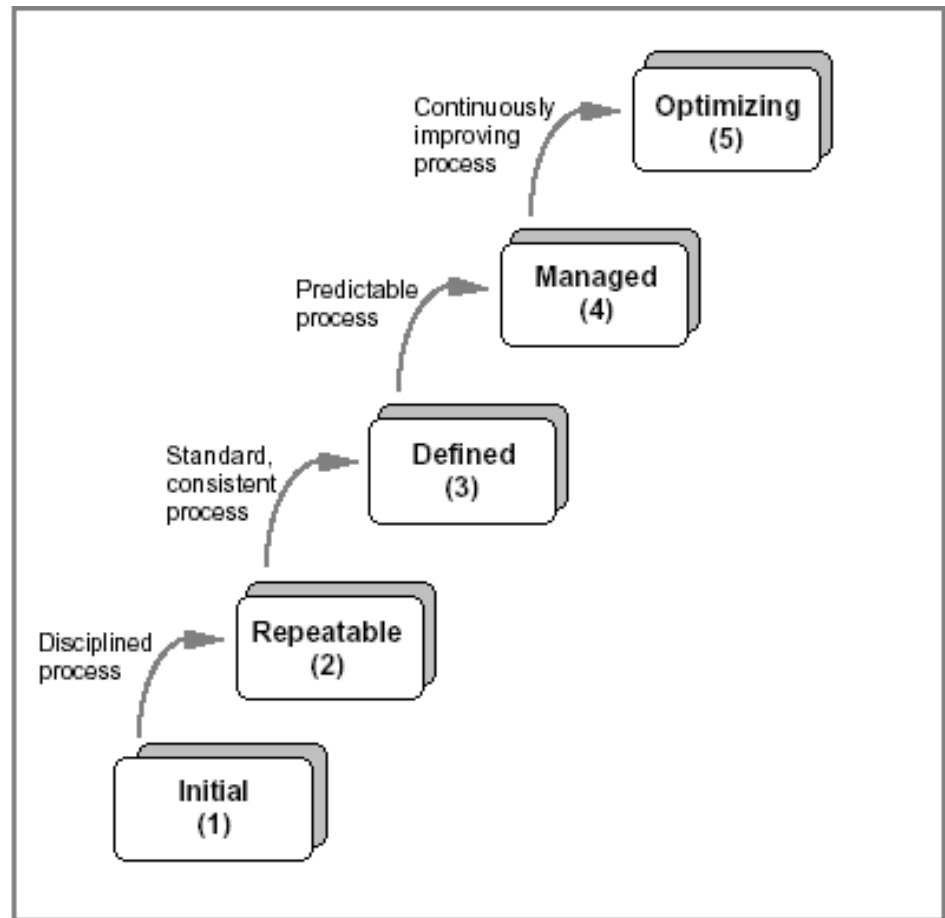 Continuously
improving
process
Optimizing
(5)
Predictable
process
Managed
(4)
Standard,
consistent
process
Defined
(3)
Disciplined
process
Repeatable
(2)
Initial
(1)